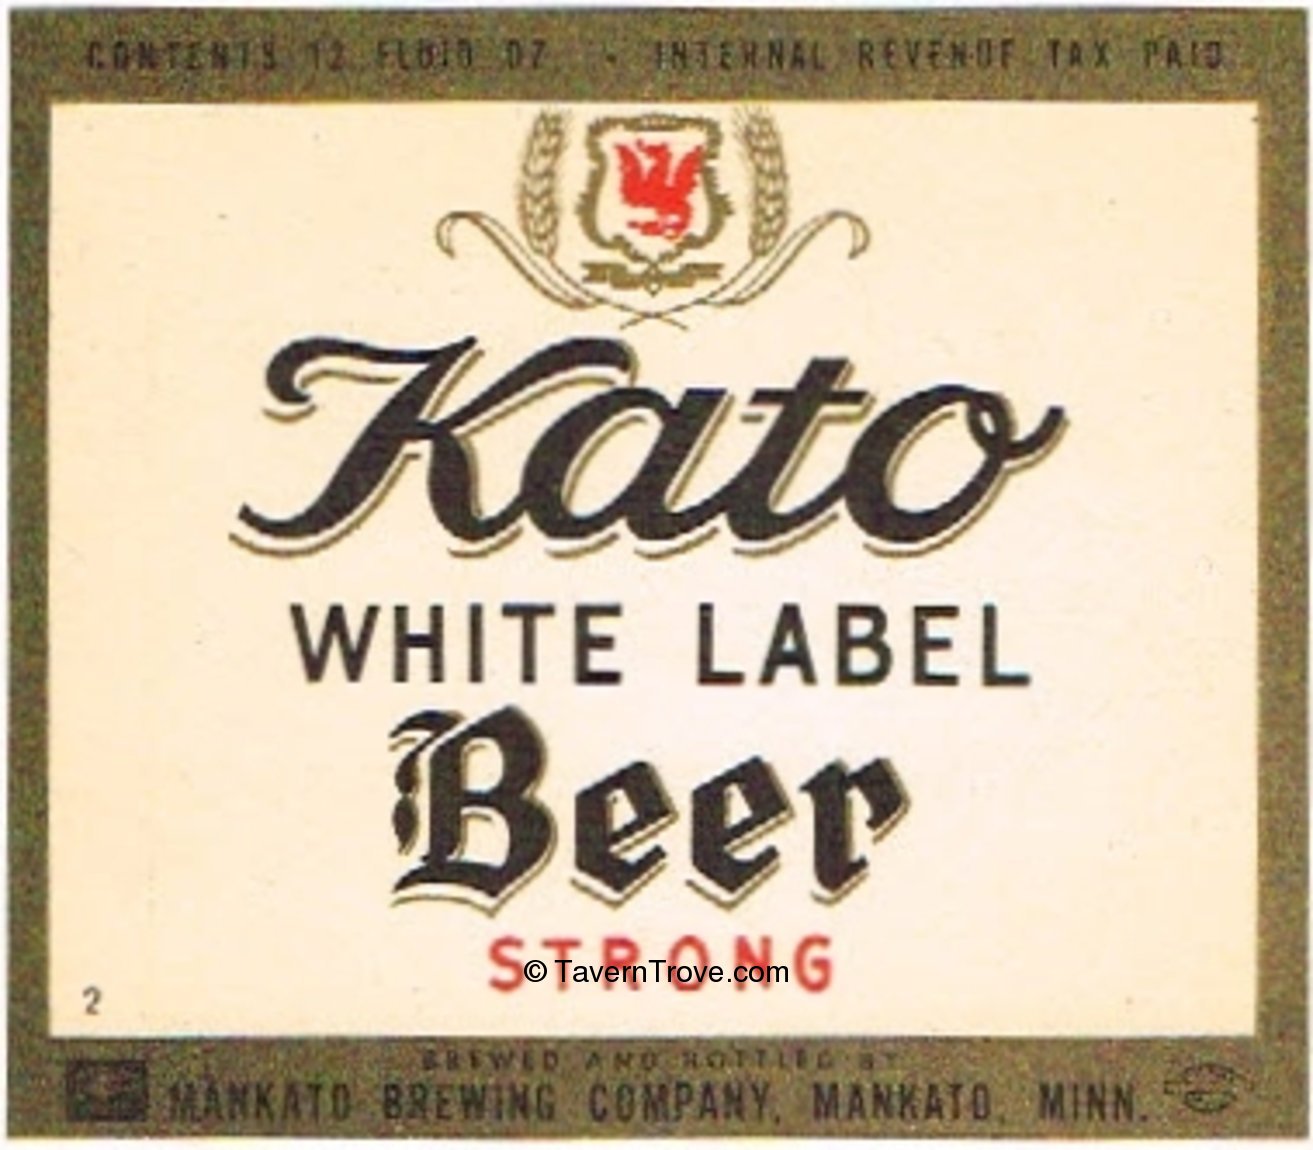 CONTENTS 12 FLUID OZ. - INTERNAL REVENUE TAX PAID
Kato
WHITE LABEL
Beer
STRONG
© TavernTrove.com
2
BREWED AND BOTTLED BY
MANKATO BREWING COMPANY, MANKATO, MINN.